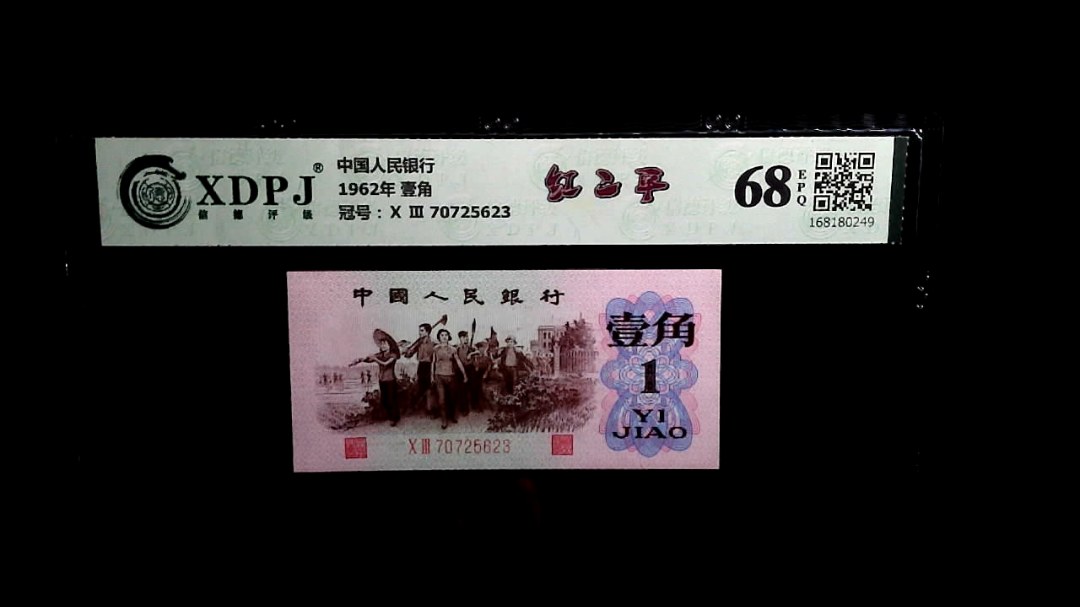 XDPJ®
信德评级
中国人民银行
1962年 壹角
冠号：X Ⅲ 70725623
红二平
68
EPQ
168180249
中國人民銀行
壹角
1
YI
JIAO
X Ⅲ 70725623